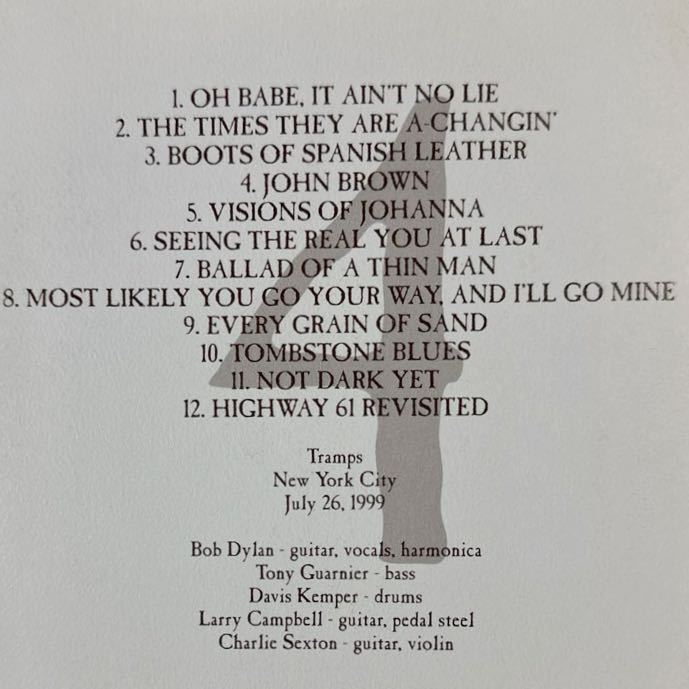 4
1. OH BABE, IT AIN'T NO LIE
2. THE TIMES THEY ARE A-CHANGIN'
3. BOOTS OF SPANISH LEATHER
4. JOHN BROWN
5. VISIONS OF JOHANNA
6. SEEING THE REAL YOU AT LAST
7. BALLAD OF A THIN MAN
8. MOST LIKELY YOU GO YOUR WAY, AND I'LL GO MINE
9. EVERY GRAIN OF SAND
10. TOMBSTONE BLUES
11. NOT DARK YET
12. HIGHWAY 61 REVISITED
Tramps
New York City
July 26, 1999
Bob Dylan - guitar, vocals, harmonica
Tony Guarnier - bass
Davis Kemper - drums
Larry Campbell - guitar, pedal steel
Charlie Sexton - guitar, violin